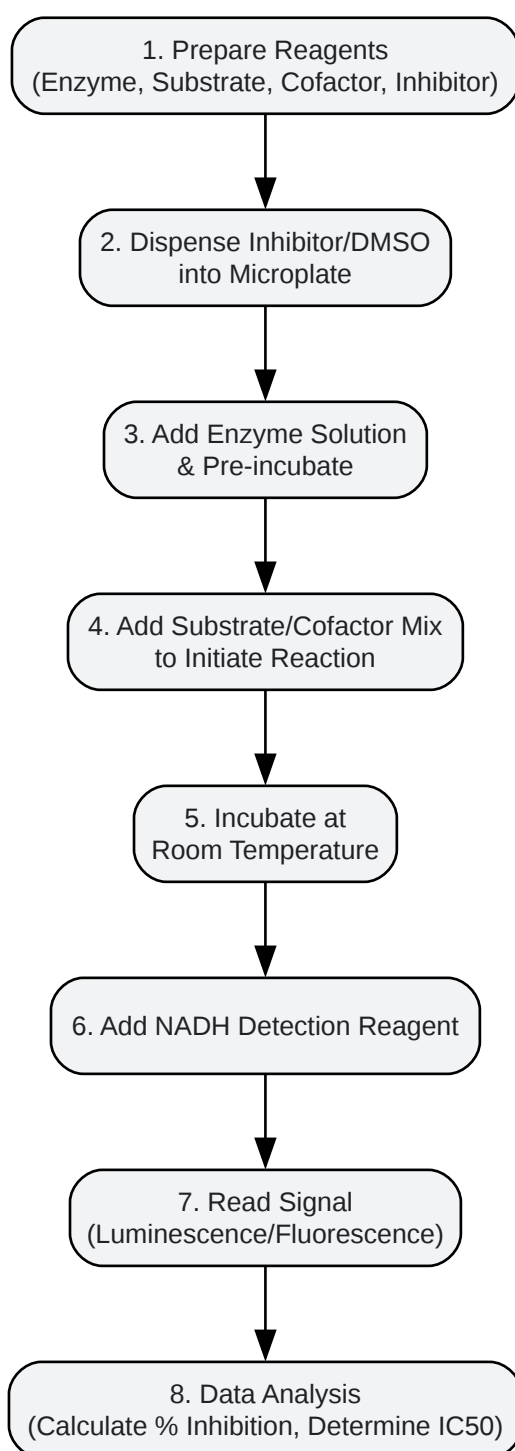 1. Prepare Reagents
(Enzyme, Substrate, Cofactor, Inhibitor)
2. Dispense Inhibitor/DMSO
into Microplate
3. Add Enzyme Solution
& Pre-incubate
4. Add Substrate/Cofactor Mix
to Initiate Reaction
5. Incubate at
Room Temperature
6. Add NADH Detection Reagent
7. Read Signal
(Luminescence/Fluorescence)
8. Data Analysis
(Calculate % Inhibition, Determine IC50)